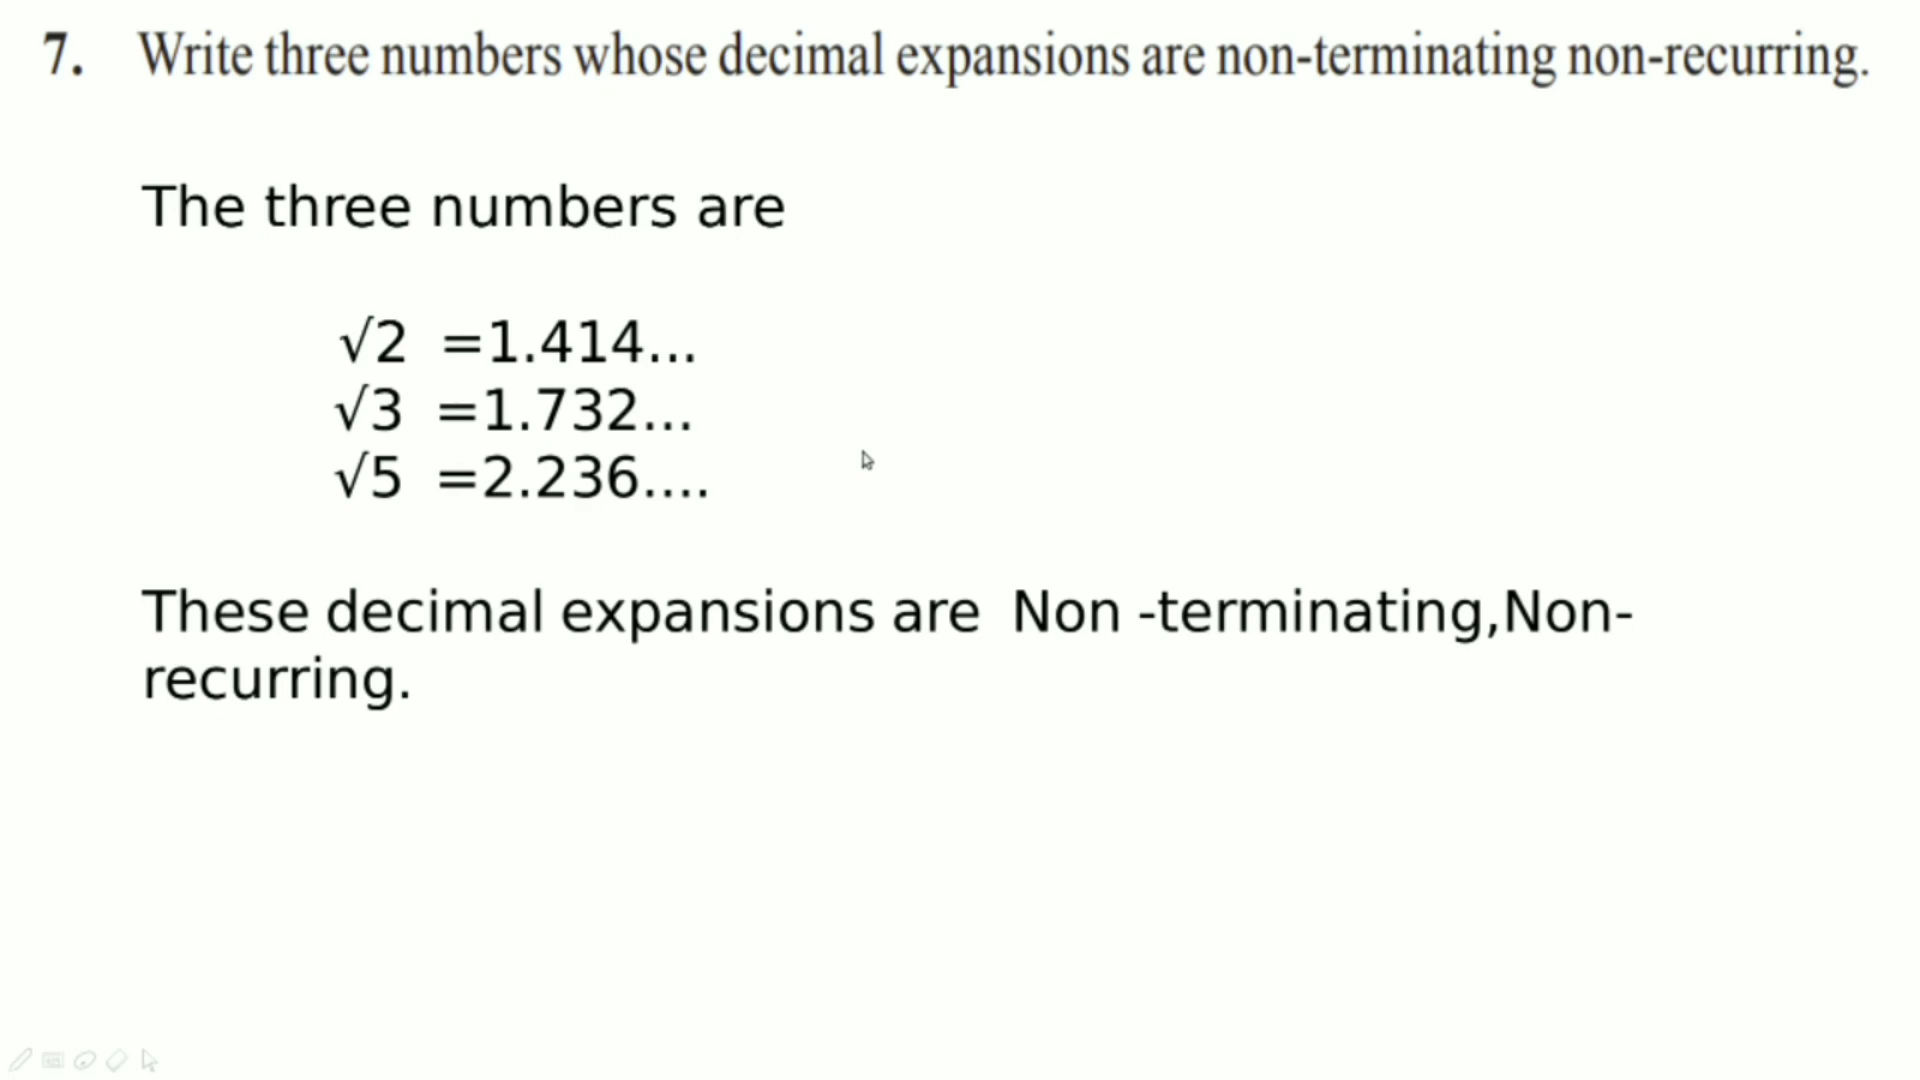 7. Write three numbers whose decimal expansions are non-terminating non-recurring.
The three numbers are
√2 =1.414...
√3 =1.732...
√5 =2.236....
These decimal expansions are Non -terminating,Non-
recurring.